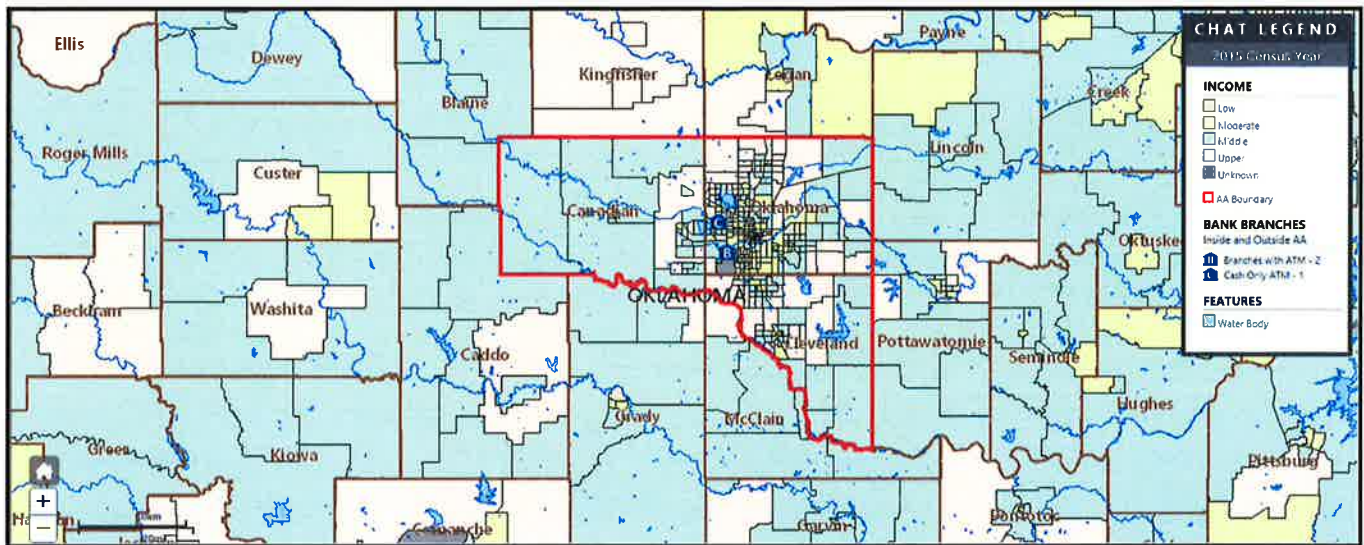 Ellis
Dewey
Blaine
Kingfisher
Logan
Payne
Creek
Roger Mills
Custer
Canadian
Oklahoma
Lincoln
OKLAHOMA
Beckham
Washita
Caddo
Cleveland
Pottawatomie
Seminole
Hughes
Grady
McClain
Greer
Kiowa
Comanche
Garvin
Pontotoc
Pittsburg
+
−
C
B
CHAT LEGEND
2015 Census Year
INCOME
Low
Moderate
Middle
Upper
Unknown
AA Boundary
BANK BRANCHES
Inside and Outside AA
Branches with ATM - 2
Cash Only ATM - 1
FEATURES
Water Body